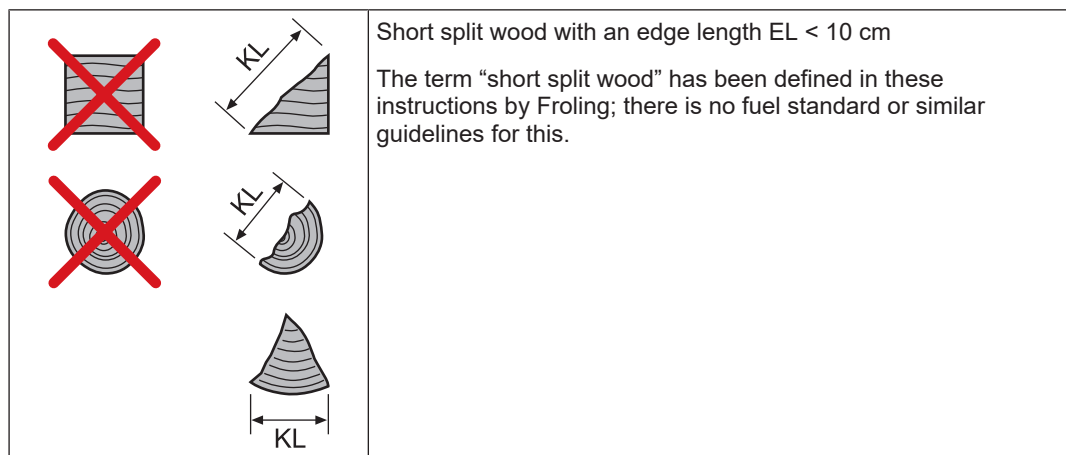 KL
KL
KL
Short split wood with an edge length EL < 10 cm
The term “short split wood” has been defined in these
instructions by Froling; there is no fuel standard or similar
guidelines for this.